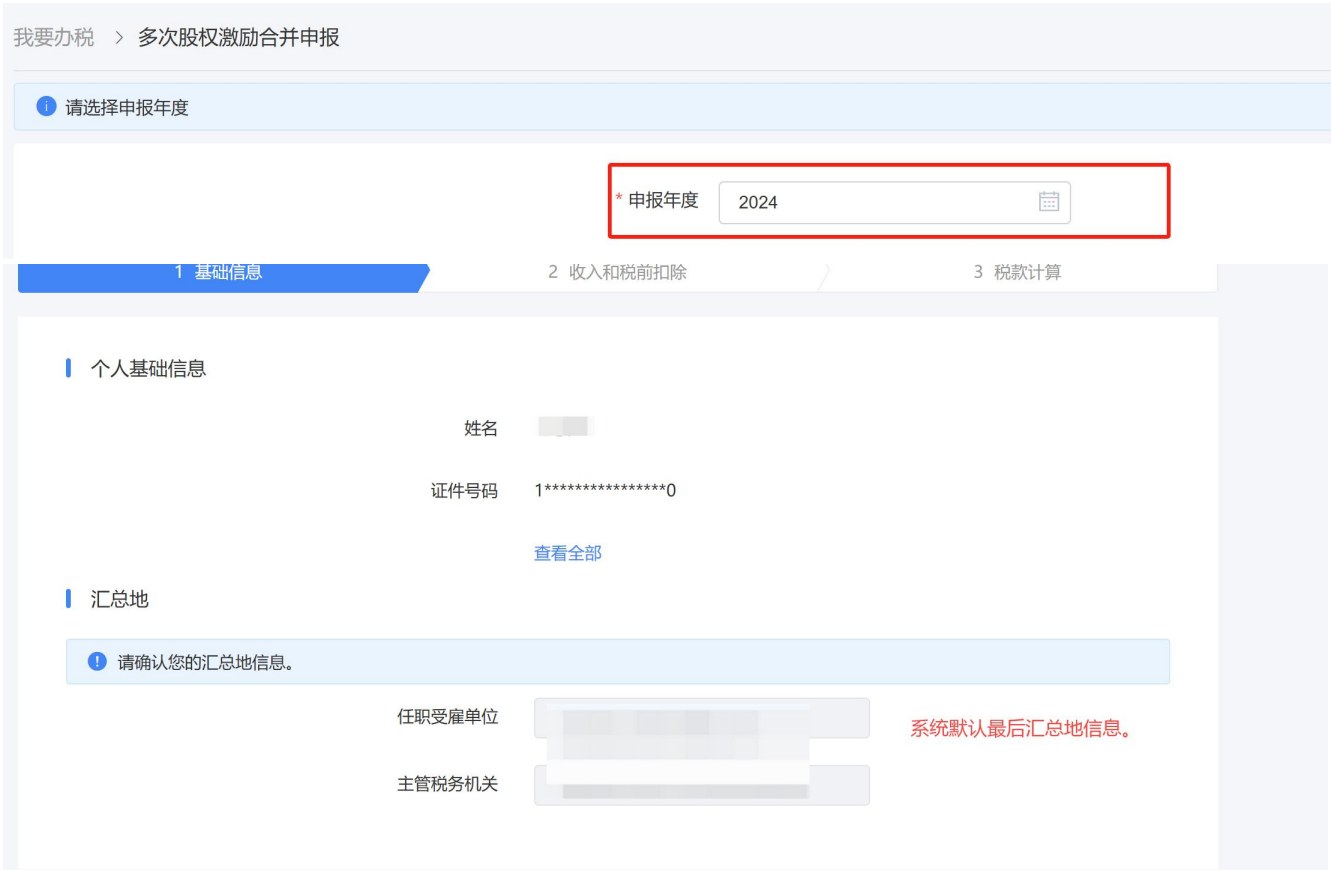 我要办税 > 多次股权激励合并申报
请选择申报年度
* 申报年度 2024
1 基础信息 2 收入和税前扣除 3 税款计算
个人基础信息
姓名
证件号码 1****************0
查看全部
汇总地
请确认您的汇总地信息。
任职受雇单位
系统默认最后汇总地信息。
主管税务机关